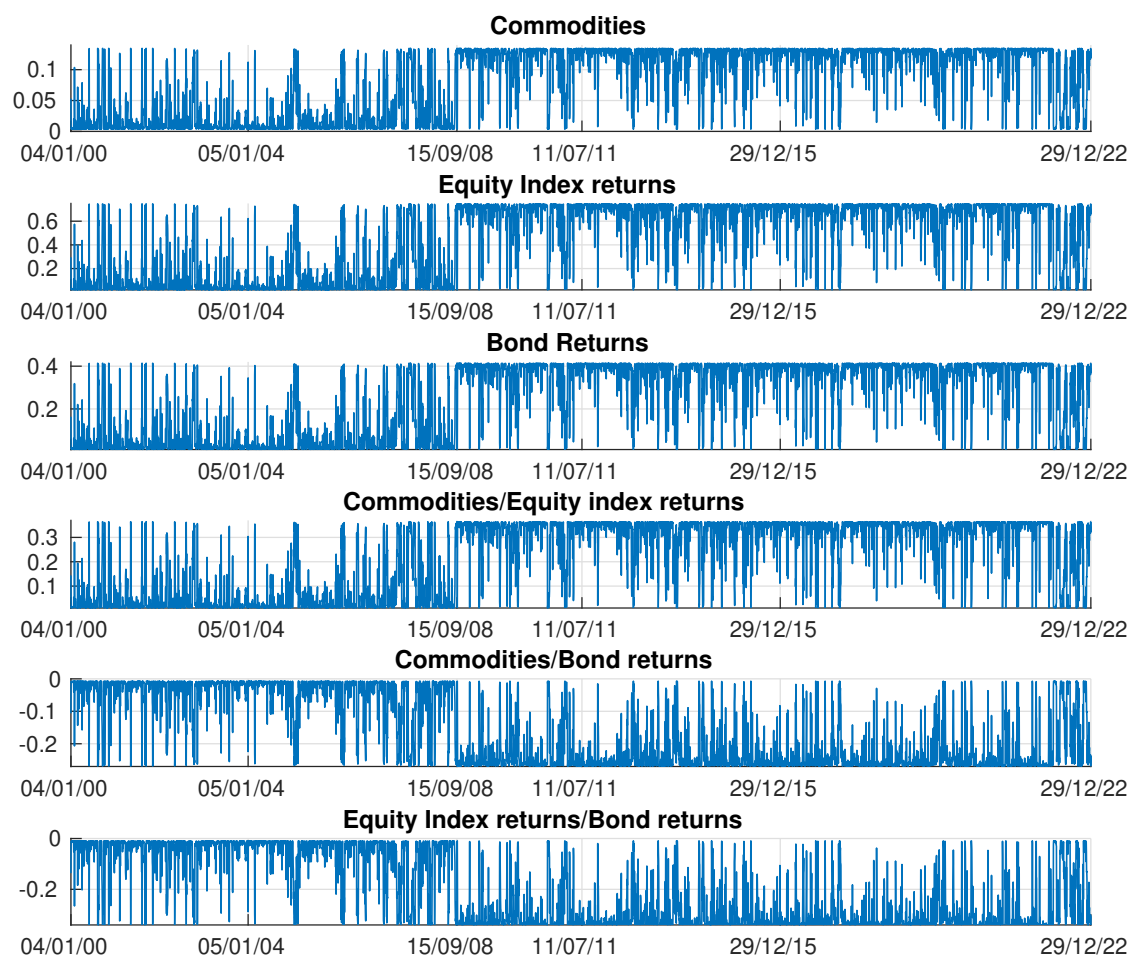 Commodities
0.1
0.05
0
04/01/00 05/01/04 15/09/08 11/07/11 29/12/15 29/12/22
Equity Index returns
0.6
0.4
0.2
04/01/00 05/01/04 15/09/08 11/07/11 29/12/15 29/12/22
Bond Returns
0.4
0.2
04/01/00 05/01/04 15/09/08 11/07/11 29/12/15 29/12/22
Commodities/Equity index returns
0.3
0.2
0.1
04/01/00 05/01/04 15/09/08 11/07/11 29/12/15 29/12/22
Commodities/Bond returns
0
-0.1
-0.2
04/01/00 05/01/04 15/09/08 11/07/11 29/12/15 29/12/22
Equity Index returns/Bond returns
0
-0.2
04/01/00 05/01/04 15/09/08 11/07/11 29/12/15 29/12/22